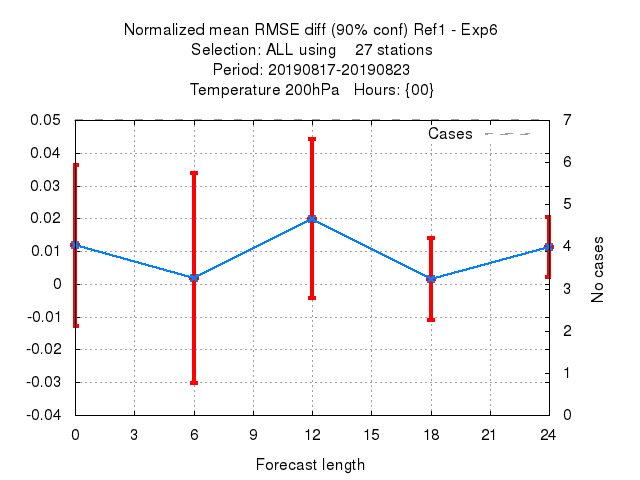 Normalized mean RMSE diff (90% conf) Ref1 - Exp6
Selection: ALL using    27 stations
Period: 20190817-20190823
Temperature 200hPa   Hours: {00}
Cases
0.05
0.04
0.03
0.02
0.01
0
-0.01
-0.02
-0.03
-0.04
7
6
5
4
3
2
1
0
No cases
0 3 6 9 12 15 18 21 24
Forecast length